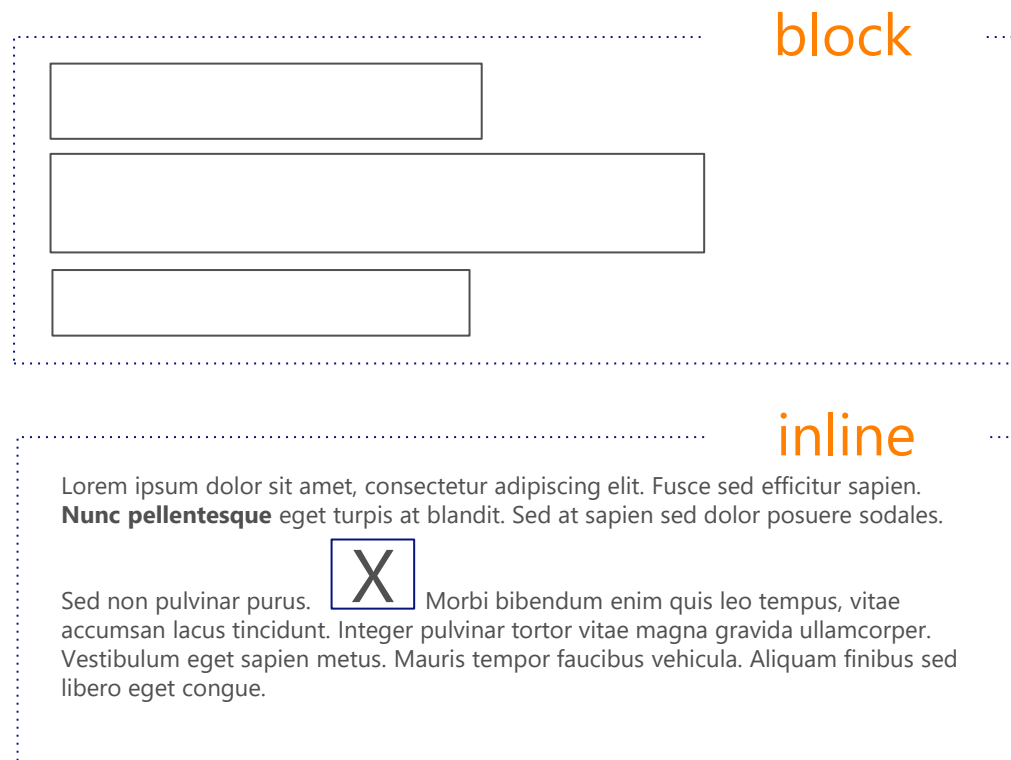 block
inline
Lorem ipsum dolor sit amet, consectetur adipiscing elit. Fusce sed efficitur sapien.
Nunc pellentesque eget turpis at blandit. Sed at sapien sed dolor posuere sodales.
Sed non pulvinar purus. X Morbi bibendum enim quis leo tempus, vitae
accumsan lacus tincidunt. Integer pulvinar tortor vitae magna gravida ullamcorper.
Vestibulum eget sapien metus. Mauris tempor faucibus vehicula. Aliquam finibus sed
libero eget congue.